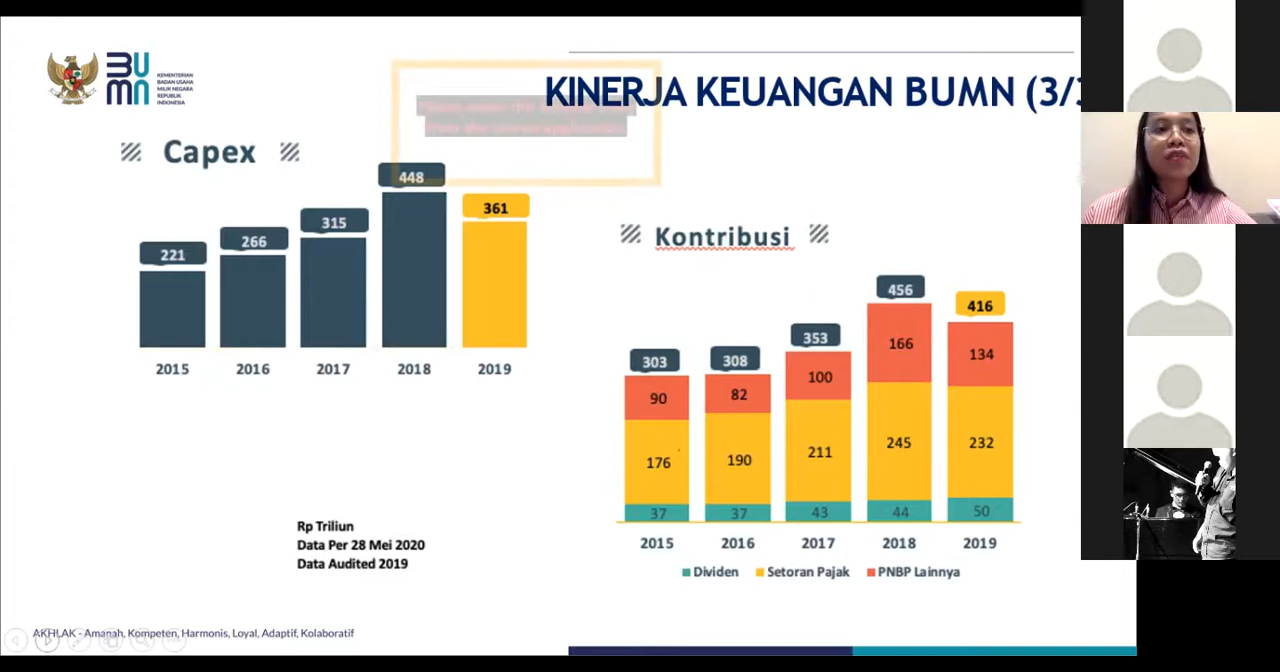 BUMN
KEMENTERIAN
BADAN USAHA
MILIK NEGARA
REPUBLIK
INDONESIA
KINERJA KEUANGAN BUMN (3/3
Capex
221
266
315
448
361
2015
2016
2017
2018
2019
Kontribusi
303
308
353
456
416
90
82
100
166
134
176
190
211
245
232
37
37
43
44
50
2015
2016
2017
2018
2019
Dividen
Setoran Pajak
PNBP Lainnya
Rp Triliun
Data Per 28 Mei 2020
Data Audited 2019
AKHLAK - Amanah, Kompeten, Harmonis, Loyal, Adaptif, Kolaboratif